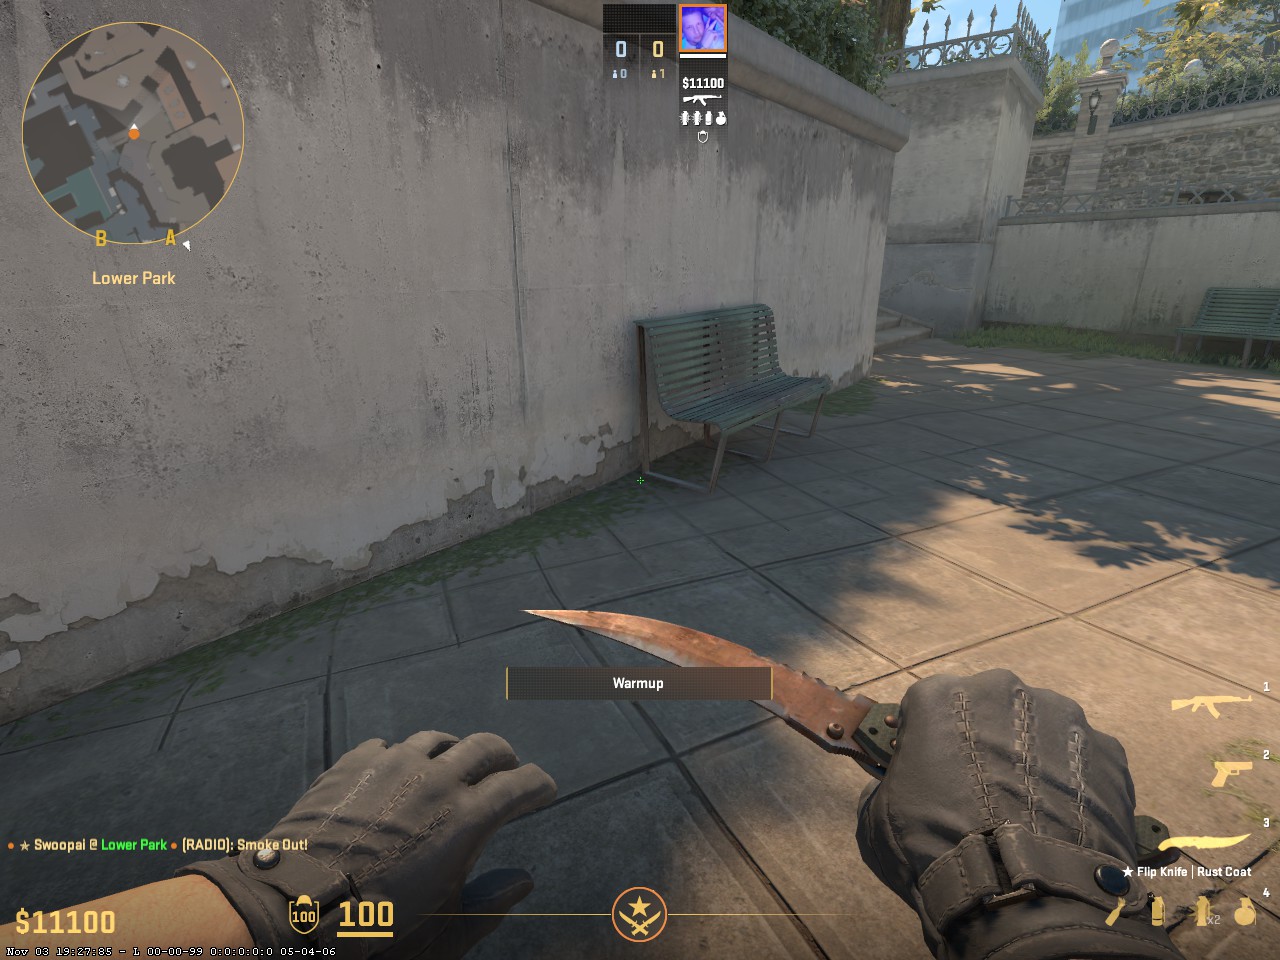 0 0
0 1
$11100
B A
Lower Park
Warmup
1
2
3
★ Flip Knife | Rust Coat
4
x2
● ★ Swoopai @ Lower Park ● (RADIO): Smoke Out!
$11100 100 100
Nov 03 19:27:85 - L 00-00-99 0:0:0:0:0 05-04-06